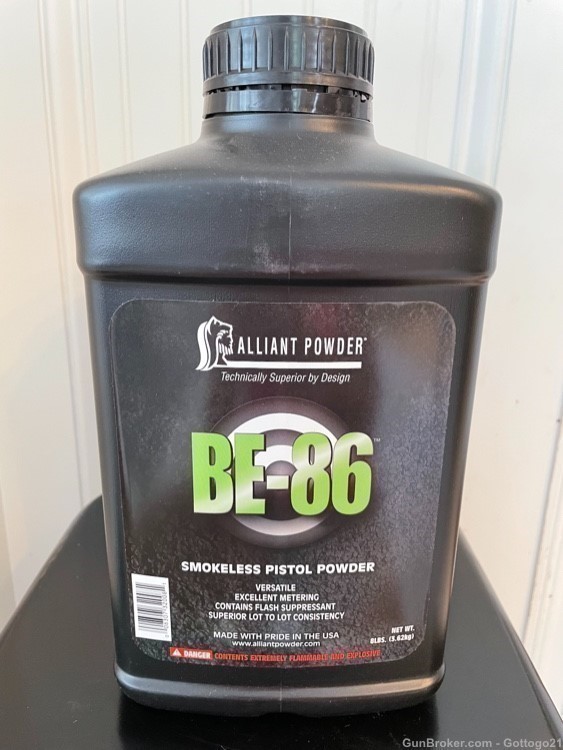 ALLIANT POWDER®
Technically Superior by Design
BE-86™
SMOKELESS PISTOL POWDER
VERSATILE
EXCELLENT METERING
CONTAINS FLASH SUPPRESSANT
SUPERIOR LOT TO LOT CONSISTENCY
NET WT.
8LBS. (3.62kg)
MADE WITH PRIDE IN THE USA
www.alliantpowder.com
DANGER CONTENTS EXTREMELY FLAMMABLE AND EXPLOSIVE
© GunBroker.com - Gottogo21